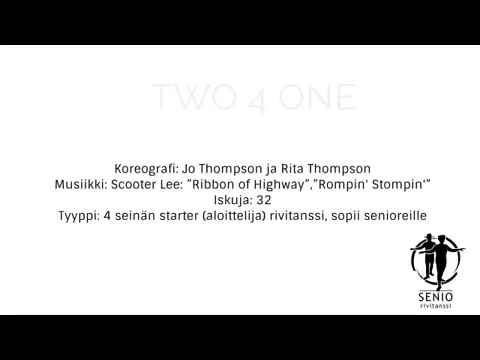 TWO 4 ONE
Koreografi: Jo Thompson ja Rita Thompson
Musiikki: Scooter Lee: ”Ribbon of Highway”,”Rompin' Stompin'”
Iskuja: 32
Tyyppi: 4 seinän starter (aloittelija) rivitanssi, sopii senioreille
SENIO
rivitanssi